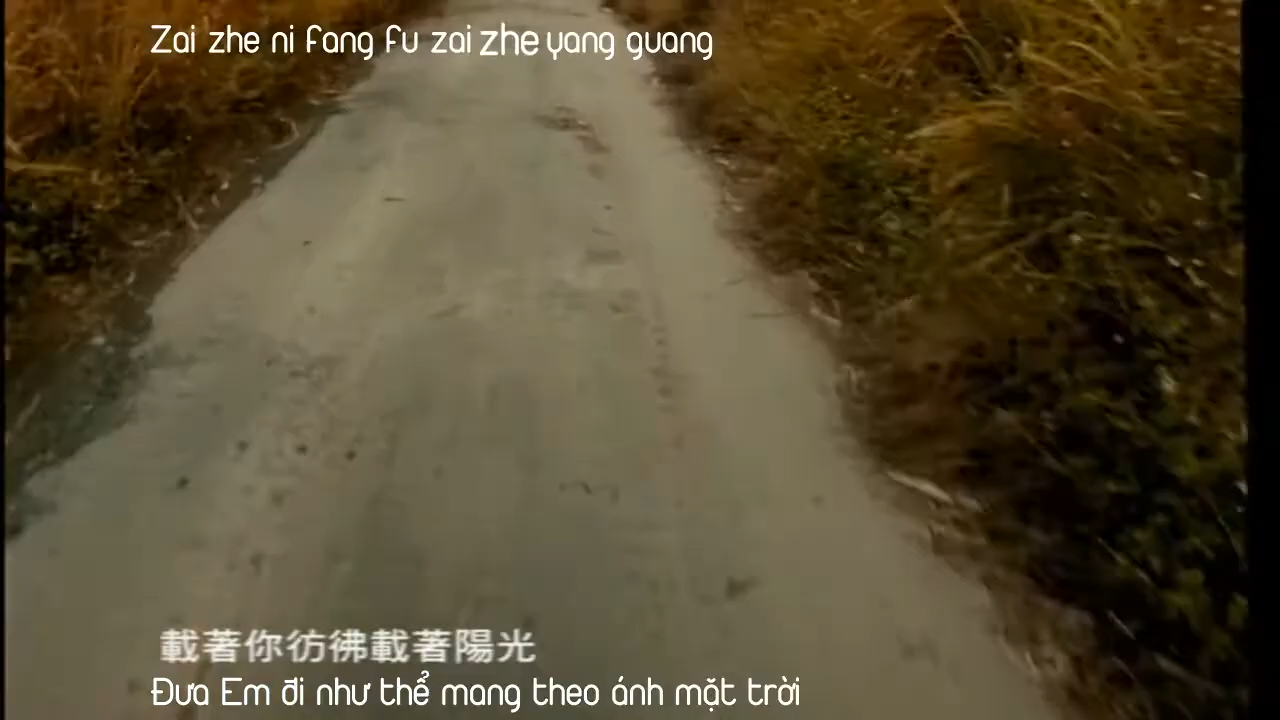 Zai zhe ni fang fu zai zhe yang guang
載著你彷彿載著陽光
Đưa Em đi như thể mang theo ánh mặt trời